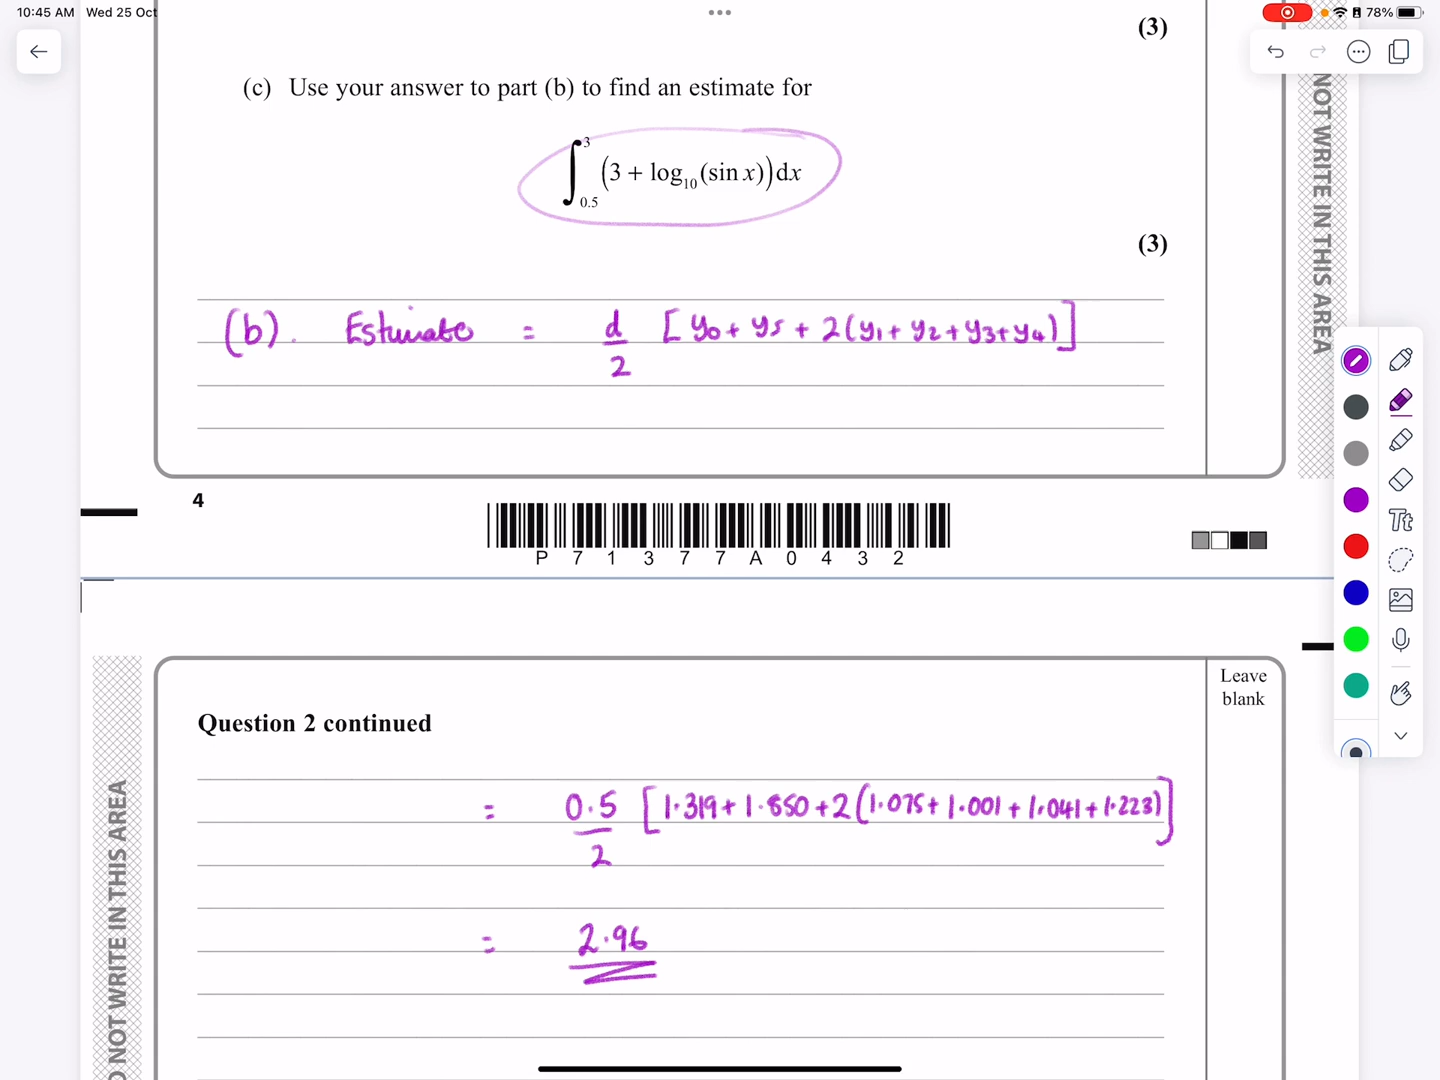 10:45 AM Wed 25 Oct
78%
(3)
(c) Use your answer to part (b) to find an estimate for
∫_{0.5}^{3} (3 + log₁₀(sin x)) dx
(3)
(b). Estimate = d/2 [y₀ + y₅ + 2(y₁ + y₂ + y₃ + y₄)]
NOT WRITE IN THIS AREA
4
P 7 1 3 7 7 A 0 4 3 2
Tt
Leave
blank
Question 2 continued
= 0.5/2 [1.319 + 1.850 + 2(1.075 + 1.001 + 1.041 + 1.223)]
= 2.96
DO NOT WRITE IN THIS AREA